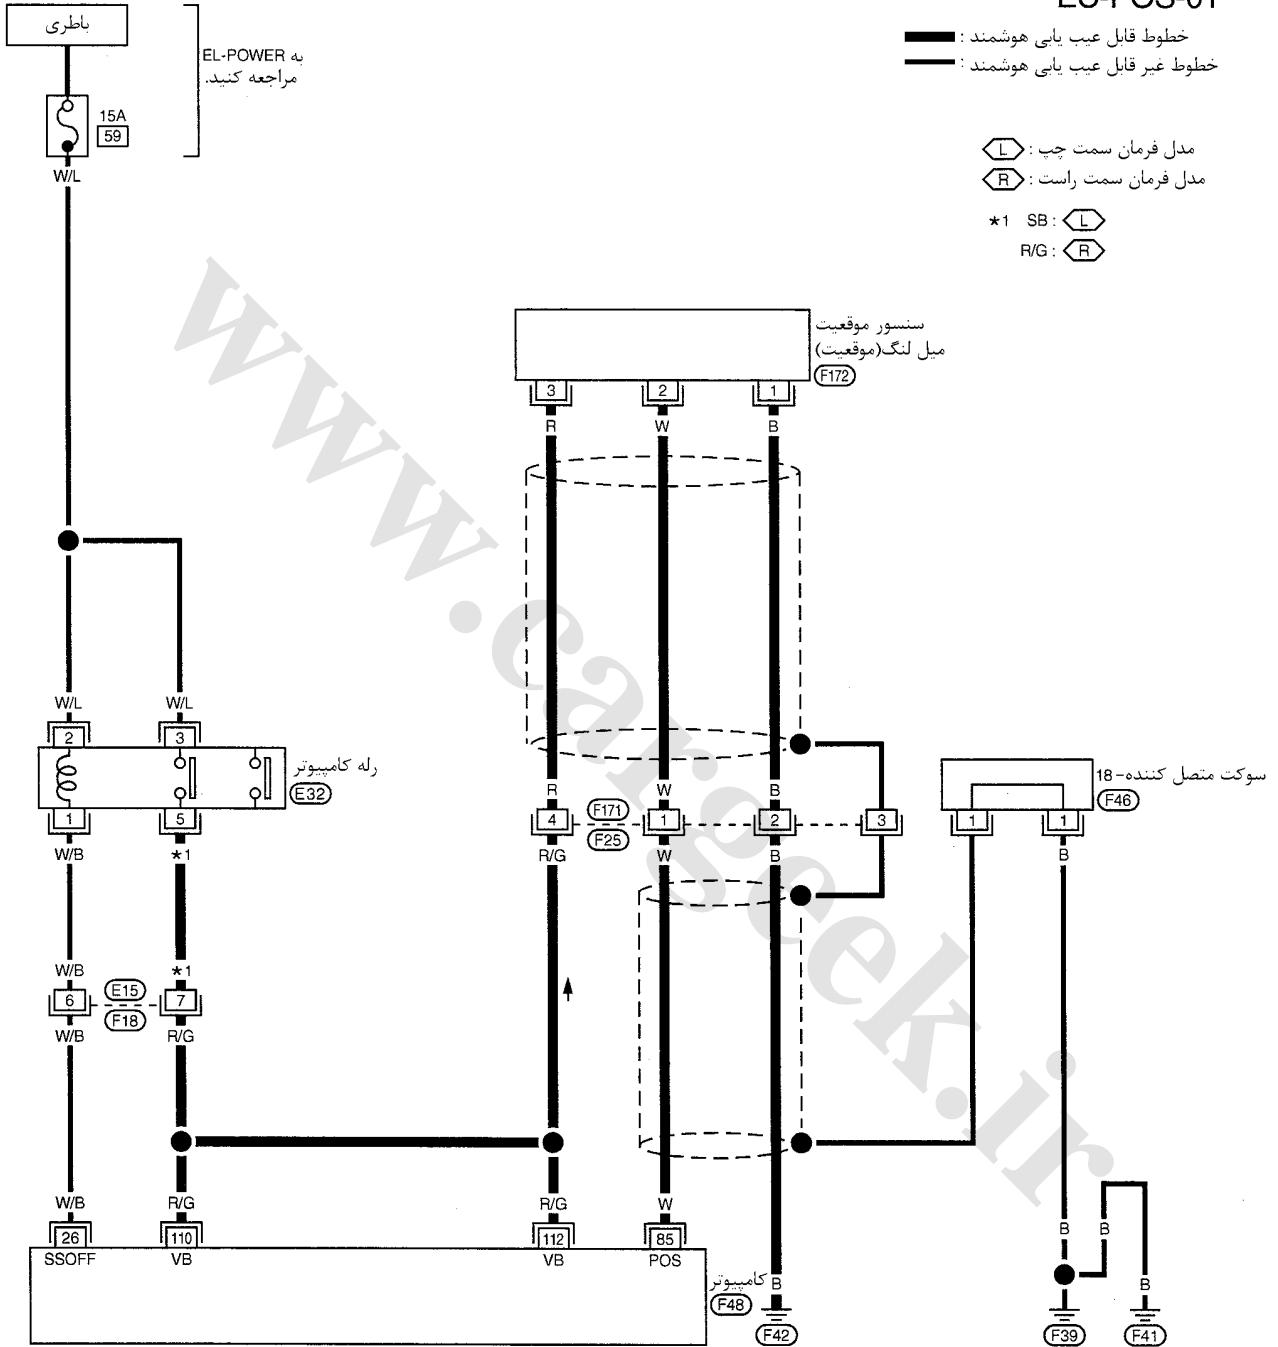 EC-POS-01
خطوط قابل عیب یابی هوشمند :
خطوط غیر قابل عیب یابی هوشمند :
باطری
به EL-POWER
مراجعه کنید.
15A
59
W/L
مدل فرمان سمت چپ : L
مدل فرمان سمت راست : R
★1 SB : L
R/G : R
سنسور موقعیت
میل لنگ(موقعیت)
F172
3 2 1
R W B
W/L W/L
2 3
رله کامپیوتر
E32
1 5
W/B ★1
R W B
4 F171 1 2 3
F25
R/G W B
سوکت متصل کننده-18
F46
1 1
B
W/B ★1
6 E15 7
F18
W/B R/G
W/B R/G R/G W
26 110 112 85
SSOFF VB VB POS
کامپیوتر
F48
B
F42
B B
B
F39 F41
www.cargeek.ir